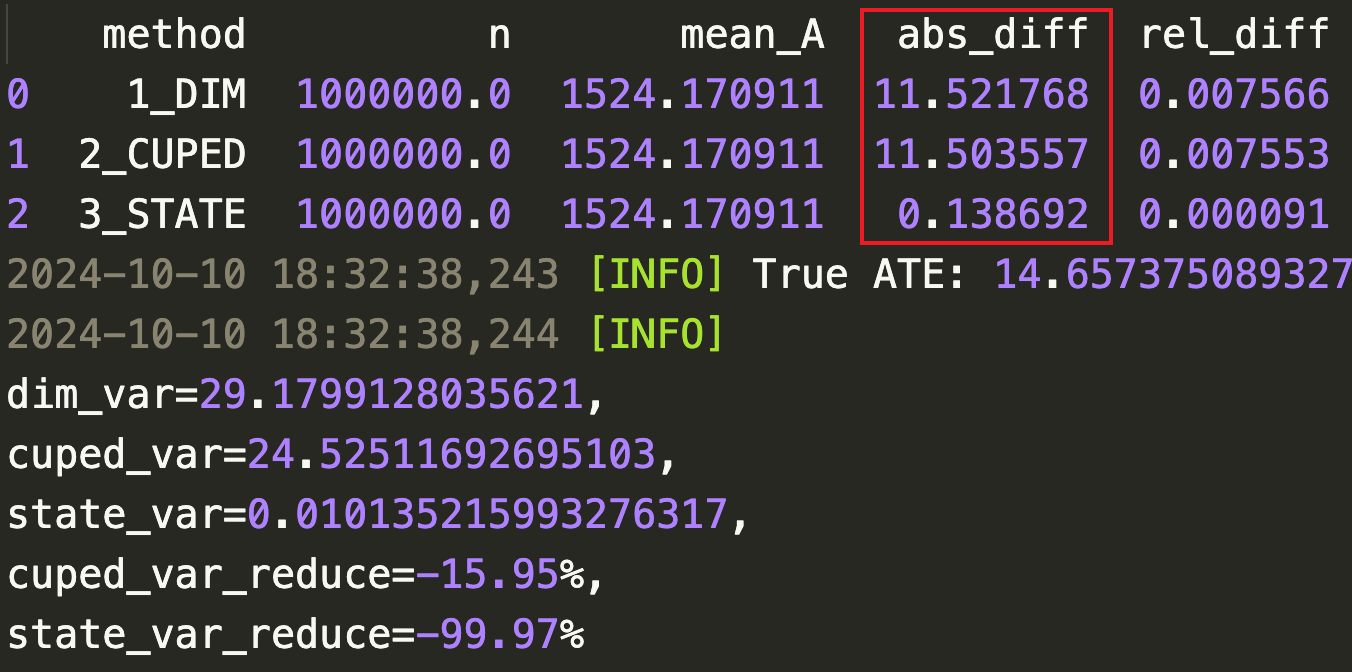 method n mean_A abs_diff rel_diff
0 1_DIM 1000000.0 1524.170911 11.521768 0.007566
1 2_CUPED 1000000.0 1524.170911 11.503557 0.007553
2 3_STATE 1000000.0 1524.170911 0.138692 0.000091
2024-10-10 18:32:38,243 [INFO] True ATE: 14.657375089327
2024-10-10 18:32:38,244 [INFO]
dim_var=29.1799128035621,
cuped_var=24.52511692695103,
state_var=0.010135215993276317,
cuped_var_reduce=-15.95%,
state_var_reduce=-99.97%